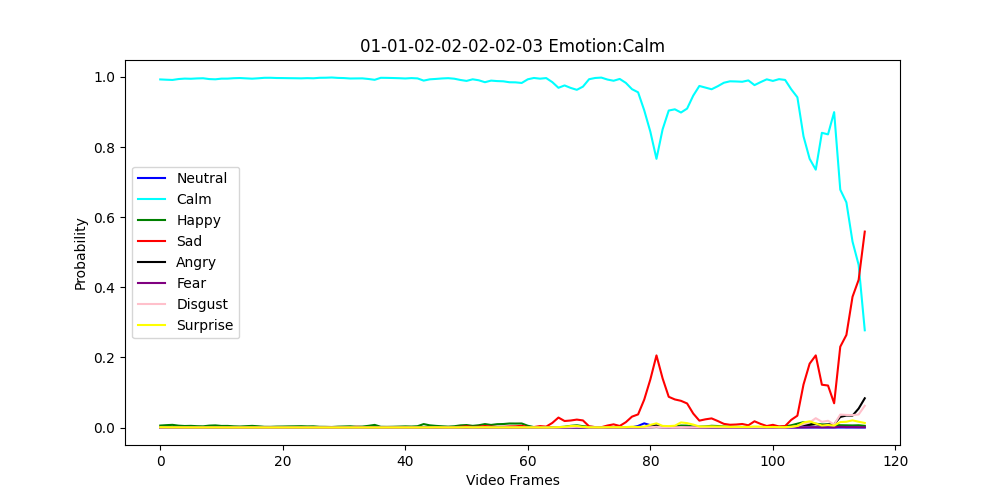 01-01-02-02-02-02-03 Emotion:Calm
1.0
0.8
0.6
0.4
0.2
0.0
Probability
Neutral
Calm
Happy
Sad
Angry
Fear
Disgust
Surprise
0 20 40 60 80 100 120
Video Frames